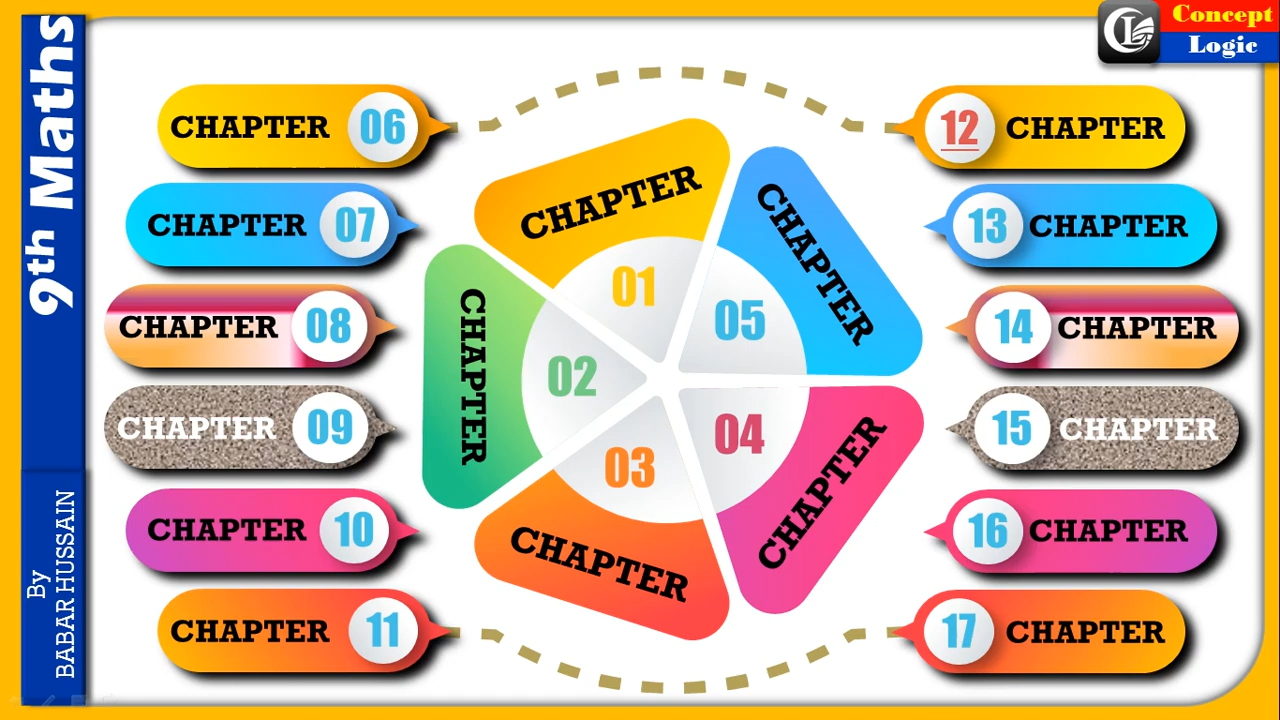 9th Maths
By
BABAR HUSSAIN
Concept
Logic
CHAPTER 06
CHAPTER 07
CHAPTER 08
CHAPTER 09
CHAPTER 10
CHAPTER 11
CHAPTER
01
CHAPTER
02
CHAPTER
03
CHAPTER
04
CHAPTER
05
12 CHAPTER
13 CHAPTER
14 CHAPTER
15 CHAPTER
16 CHAPTER
17 CHAPTER